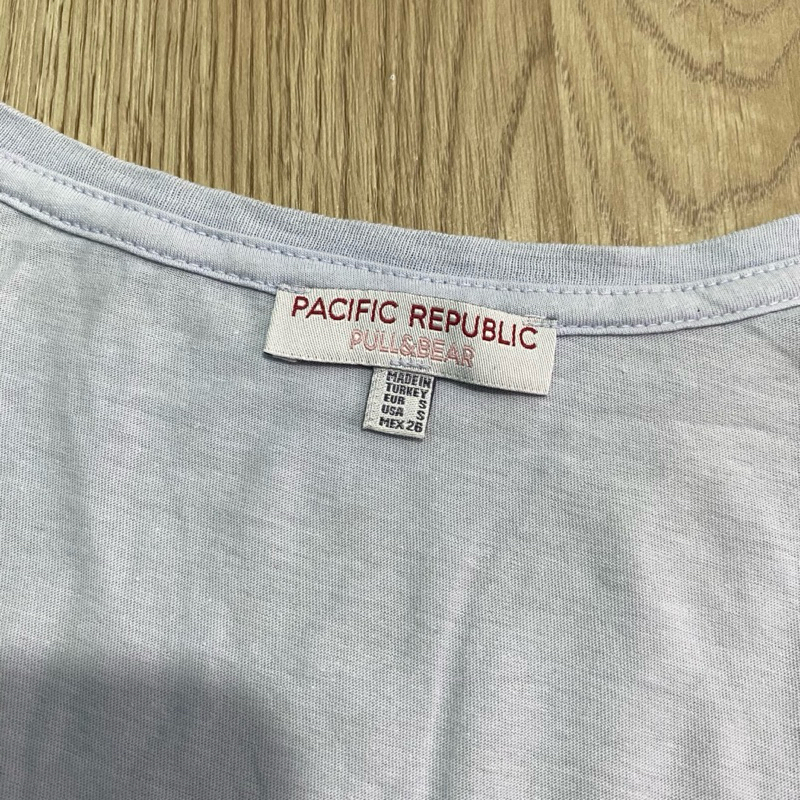 PACIFIC REPUBLIC
PULL&BEAR
MADE IN
TURKEY
EUR S
USA S
MEX 26